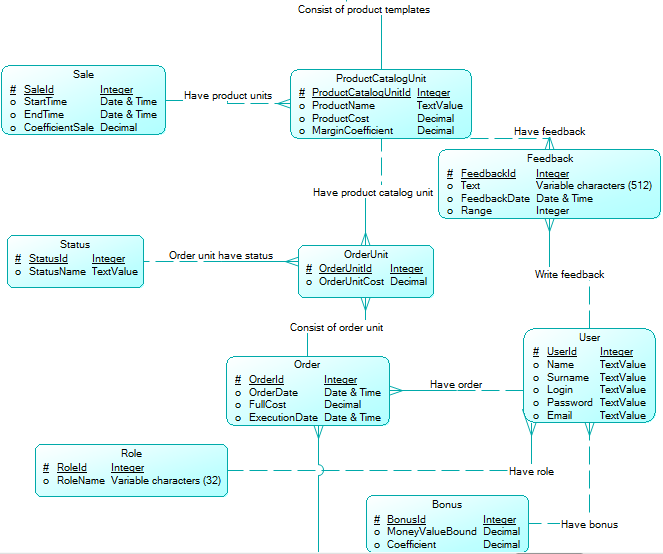 Consist of product templates
Sale
# SaleId Integer
o StartTime Date & Time
o EndTime Date & Time
o CoefficientSale Decimal
Have product units
ProductCatalogUnit
# ProductCatalogUnitId Integer
o ProductName TextValue
o ProductCost Decimal
o MarginCoefficient Decimal
Have feedback
Feedback
# FeedbackId Integer
o Text Variable characters (512)
o FeedbackDate Date & Time
o Range Integer
Have product catalog unit
Status
# StatusId Integer
o StatusName TextValue
Order unit have status
OrderUnit
# OrderUnitId Integer
o OrderUnitCost Decimal
Write feedback
Consist of order unit
Order
# OrderId Integer
o OrderDate Date & Time
o FullCost Decimal
o ExecutionDate Date & Time
Have order
User
# UserId Integer
o Name TextValue
o Surname TextValue
o Login TextValue
o Password TextValue
o Email TextValue
Role
# RoleId Integer
o RoleName Variable characters (32)
Have role
Bonus
# BonusId Integer
o MoneyValueBound Decimal
o Coefficient Decimal
Have bonus